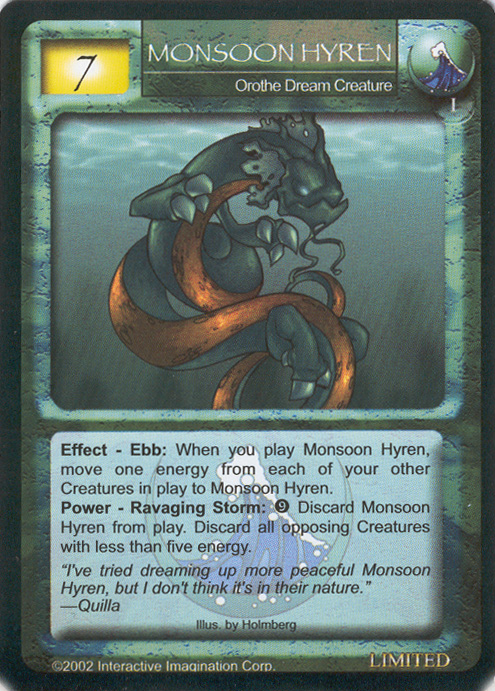 7
MONSOON HYREN
Orothe Dream Creature
1
Effect - Ebb: When you play Monsoon Hyren,
move one energy from each of your other
Creatures in play to Monsoon Hyren.
Power - Ravaging Storm: 9 Discard Monsoon
Hyren from play. Discard all opposing Creatures
with less than five energy.
"I've tried dreaming up more peaceful Monsoon
Hyren, but I don't think it's in their nature."
—Quilla
Illus. by Holmberg
©2002 Interactive Imagination Corp.
LIMITED